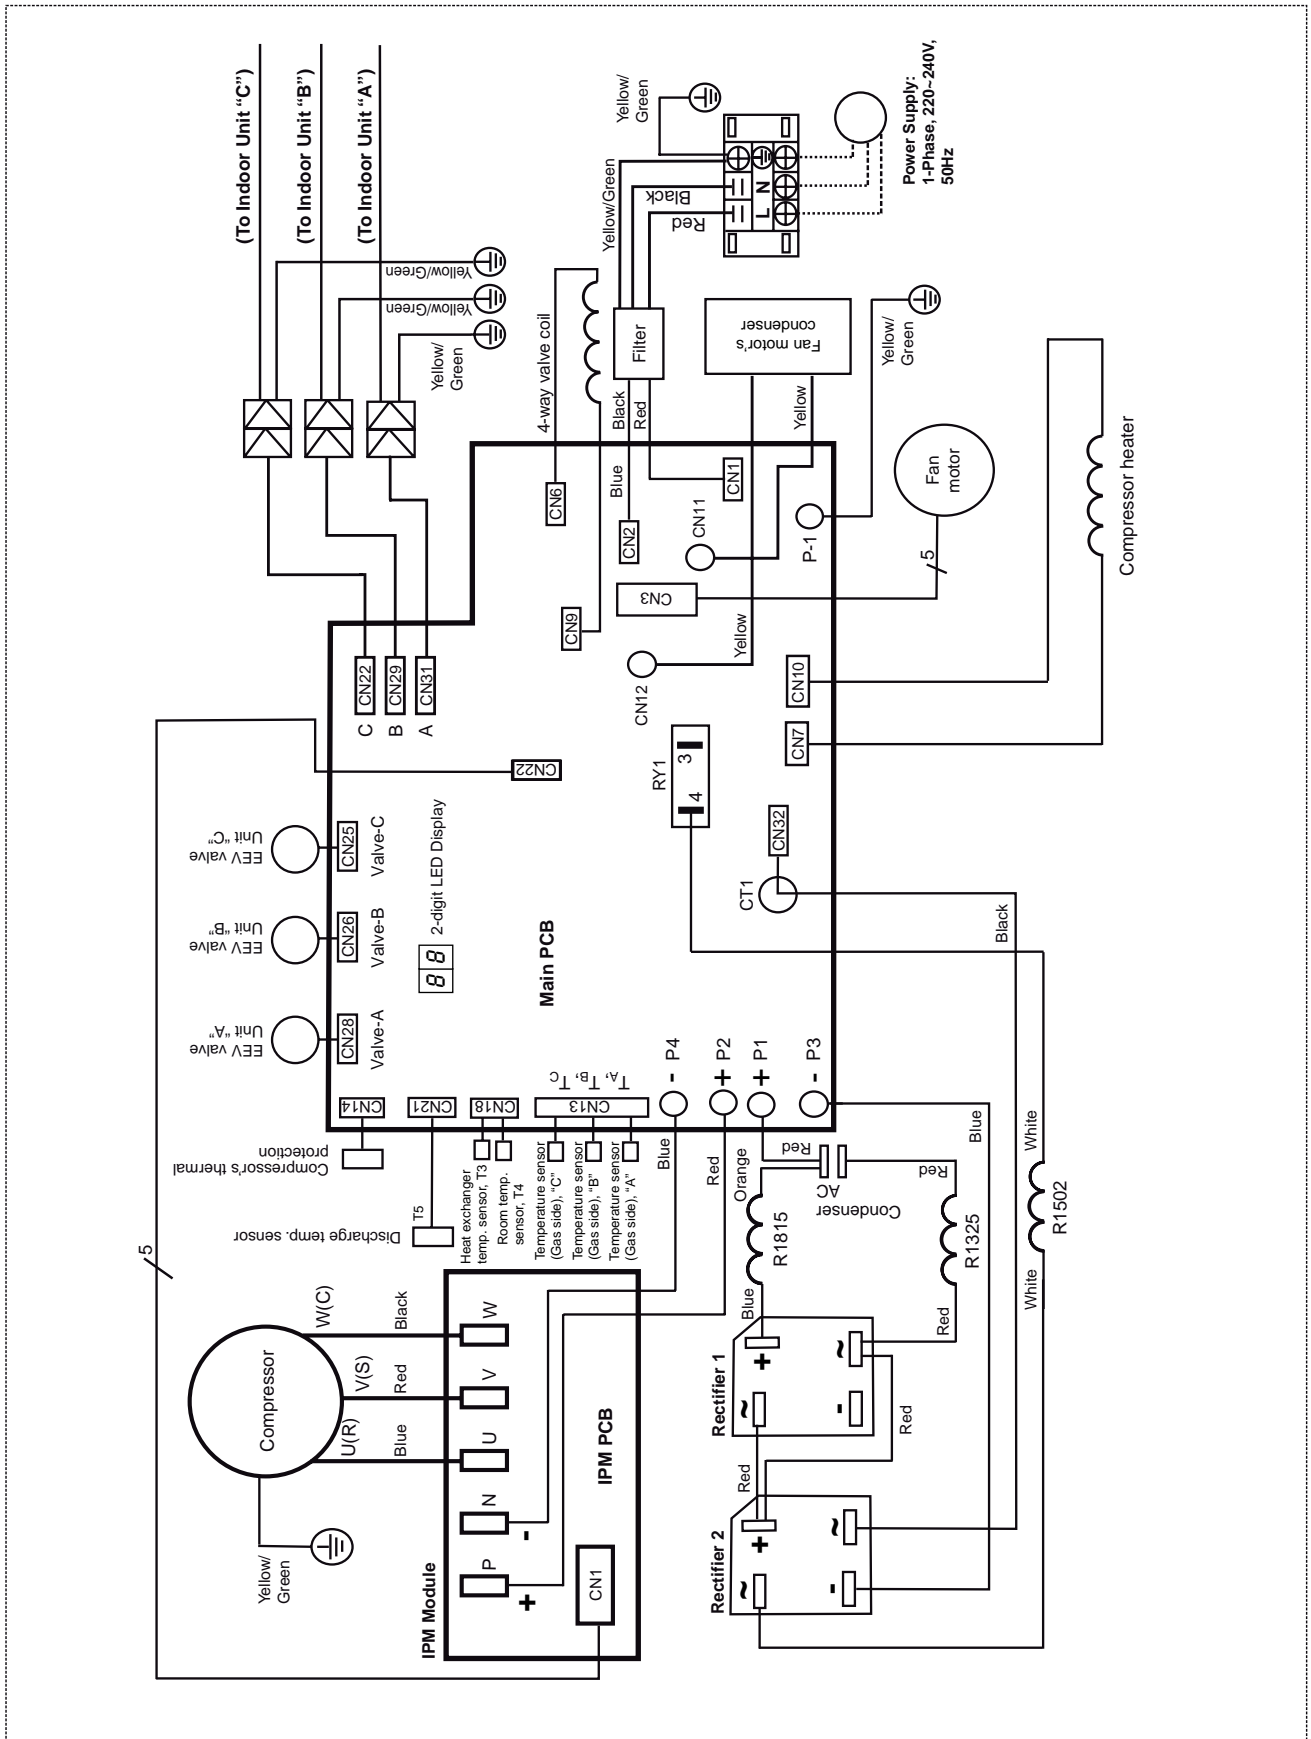 (To Indoor Unit “C”)
(To Indoor Unit “B”)
(To Indoor Unit “A”)
Yellow/Green
Yellow/Green
Yellow/
Green
Yellow/
Green
Yellow/Green
Black
Red
L
N
Power Supply:
1-Phase, 220~240V,
50Hz
4-way valve coil
Filter
Black
Red
Blue
Fan motor's
condenser
Yellow
Yellow/
Green
Fan
motor
5
Compressor heater
CN6
CN2
CN1
CN11
P-1
CN3
CN9
CN12
Yellow
CN10
CN7
CN22
CN29
CN31
C
B
A
CN22
RY1
3
4
CN32
CT1
Black
EEV valve
Unit “C”
EEV valve
Unit “B”
EEV valve
Unit “A”
CN25
CN26
CN28
Valve-C
Valve-B
Valve-A
2-digit LED Display
88
Main PCB
CN14
CN21
CN18
CN13
TA, TB, TC
- P4
+ P2
+ P1
- P3
Compressor's thermal
protection
Discharge temp. sensor
T5
Heat exchanger
temp. sensor, T3
Room temp.
sensor, T4
Temperature sensor
(Gas side), “C”
Temperature sensor
(Gas side), “B”
Temperature sensor
(Gas side), “A”
Blue
Red
Orange
Red
AC
Condenser
Red
Blue
White
R1815
R1325
R1502
Blue
Red
White
5
Compressor
W(C)
V(S)
U(R)
Black
Red
Blue
Yellow/
Green
IPM Module
W
V
U
N
P
-
+
IPM PCB
CN1
Rectifier 1
+
~
~
-
Red
Red
Rectifier 2
+
~
~
-